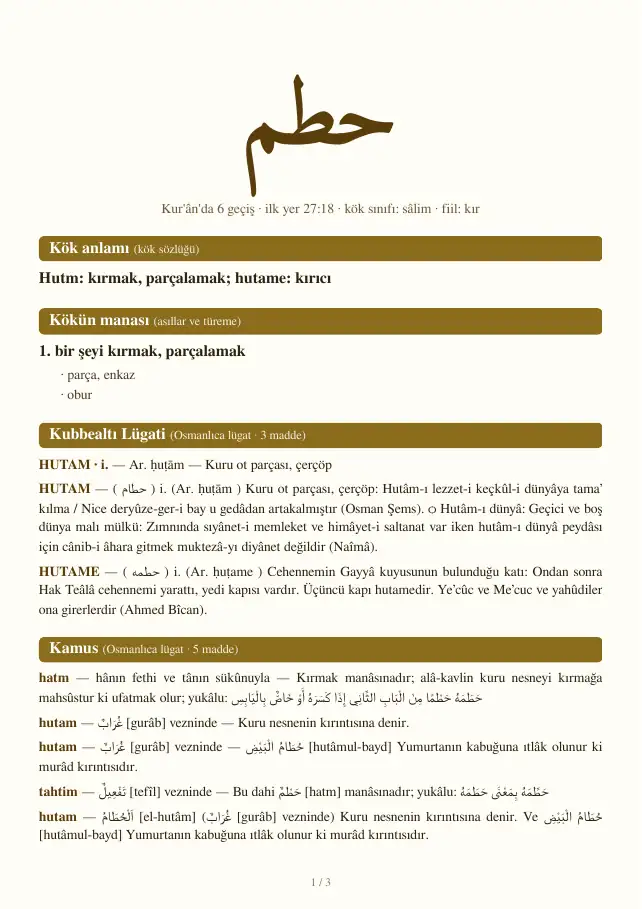 حطم
Kur'ân'da 6 geçiş · ilk yer 27:18 · kök sınıfı: sâlim · fiil: kır
Kök anlamı (kök sözlüğü)
Hutm: kırmak, parçalamak; hutame: kırıcı
Kökün manası (asıllar ve türeme)
1. bir şeyi kırmak, parçalamak
· parça, enkaz
· obur
Kubbealtı Lügati (Osmanlıca lügat · 3 madde)
HUTAM · i. — Ar. ḥuṭām — Kuru ot parçası, çerçöp
HUTAM — ( حطام ) i. (Ar. ḥuṭām ) Kuru ot parçası, çerçöp: Hutâm-ı lezzet-i keçkûl-i dünyâya tama'
kılma / Nice deryûze-ger-i bay u gedâdan artakalmıştır (Osman Şems). ѻ Hutâm-ı dünyâ: Geçici ve boş
dünya malı mülkü: Zımnında sıyânet-i memleket ve himâyet-i saltanat var iken hutâm-ı dünyâ peydâsı
için cânib-i âhara gitmek muktezâ-yı diyânet değildir (Naîmâ).
HUTAME — ( حطمه ) i. (Ar. ḥuṭame ) Cehennemin Gayyâ kuyusunun bulunduğu katı: Ondan sonra
Hak Teâlâ cehennemi yarattı, yedi kapısı vardır. Üçüncü kapı hutamedir. Ye'cûc ve Me'cuc ve yahûdiler
ona girerlerdir (Ahmed Bîcan).
Kamus (Osmanlıca lügat · 5 madde)
hatm — hânın fethi ve tânın sükûnuyla — Kırmak manâsınadır; alâ-kavlin kuru nesneyi kırmağa
mahsûstur ki ufatmak olur; yukâlu: حَطَمَهُ حَطْمًا مِنَ الْبَابِ الثَّانِي إِذَا كَسَرَهُ أَوْ خَاصٌّ بِالْيَابِسِ
hutam — غُرَابٌ [gurâb] vezninde — Kuru nesnenin kırıntısına denir.
hutam — غُرَابٌ [gurâb] vezninde — حُطَامُ الْبَيْضِ [hutâmul-bayd] Yumurtanın kabuğuna ıtlâk olunur ki
murâd kırıntısıdır.
tahtim — تَفْعِيلٌ [tefîl] vezninde — Bu dahi حَطْمٌ [hatm] manâsınadır; yukâlu: حَطَّمَهُ بِمَعْنَى حَطَمَهُ
hutam — اَلْحُطَامُ [el-hutâm] (غُرَابٌ [gurâb] vezninde) Kuru nesnenin kırıntısına denir. Ve حُطَامُ الْبَيْضِ
[hutâmul-bayd] Yumurtanın kabuğuna ıtlâk olunur ki murâd kırıntısıdır.
1 / 3